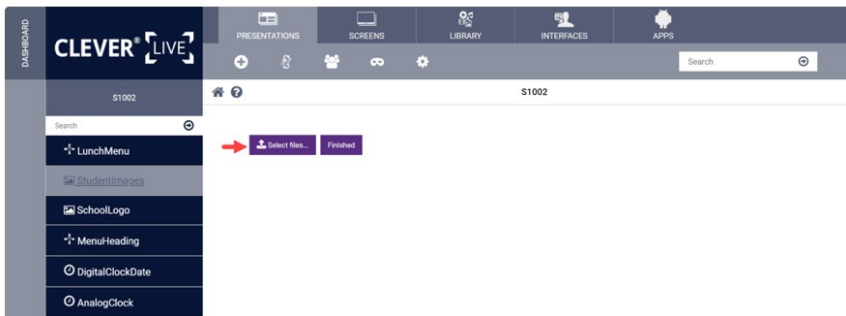 DASHBOARD
CLEVER® [LIVE]
PRESENTATIONS
SCREENS
LIBRARY
INTERFACES
APPS
Search
S1002
S1002
Search
LunchMenu
StudentImages
SchoolLogo
MenuHeading
DigitalClockDate
AnalogClock
Select files...
Finished